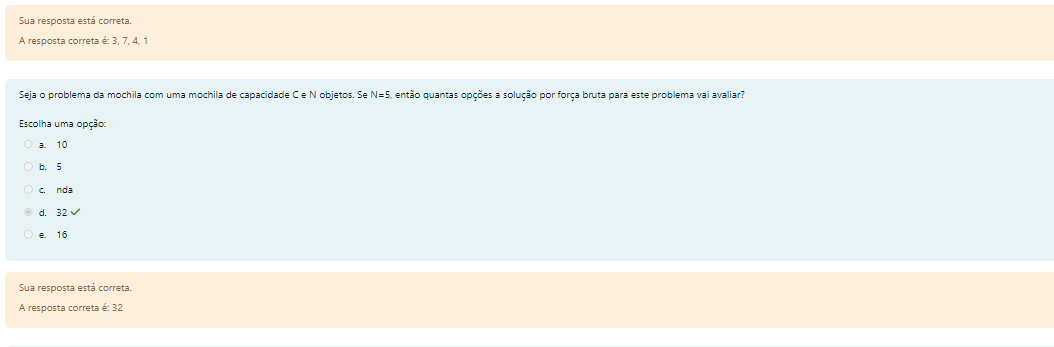 Sua resposta está correta.
A resposta correta é: 3, 7, 4, 1
Seja o problema da mochila com uma mochila de capacidade C e N objetos. Se N=5, então quantas opções a solução por força bruta para este problema vai avaliar?
Escolha uma opção:
a. 10
b. 5
c. nda
d. 32 ✓
e. 16
Sua resposta está correta.
A resposta correta é: 32